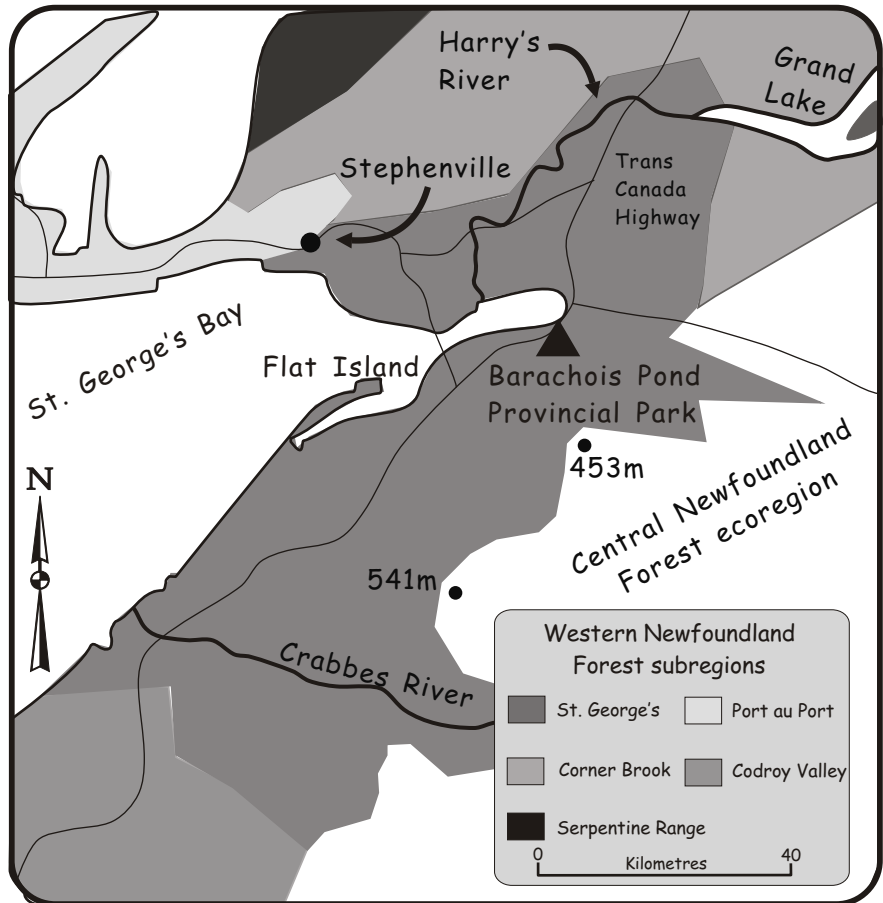 Harry's
River
Grand
Lake
Stephenville
Trans
Canada
Highway
St. George's Bay
Flat Island
Barachois Pond
Provincial Park
453m
Central Newfoundland
Forest ecoregion
N
541m
Crabbes River
Western Newfoundland
Forest subregions
St. George's
Port au Port
Corner Brook
Codroy Valley
Serpentine Range
0
Kilometres
40